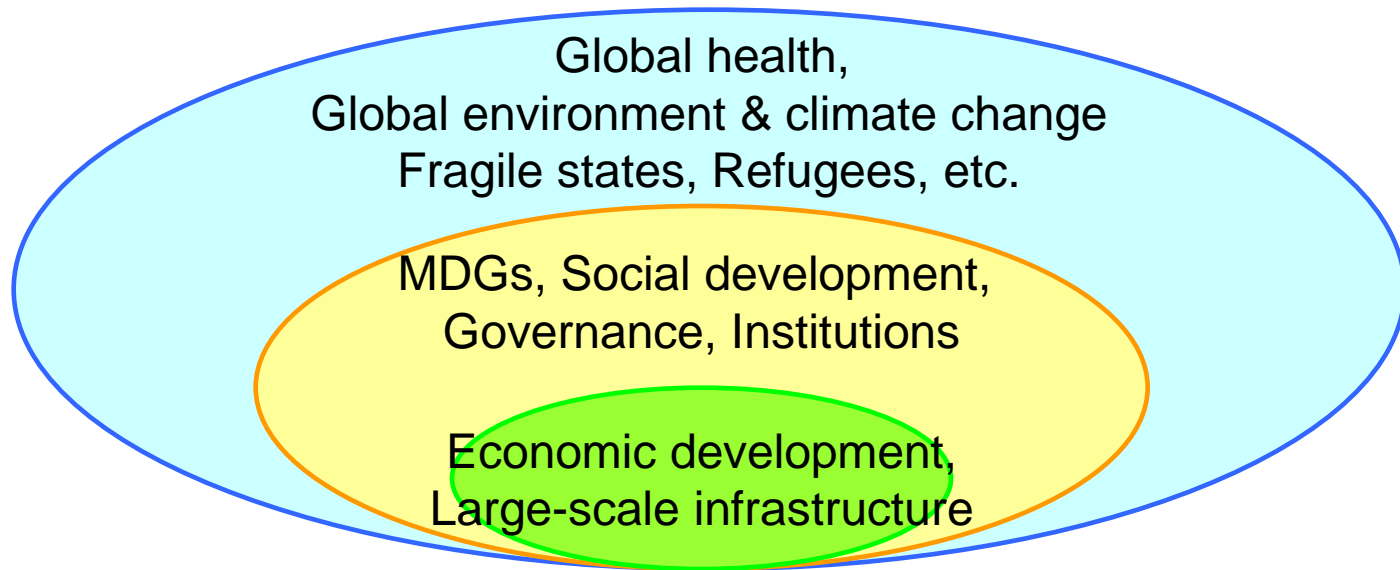 Global health,
Global environment & climate change
Fragile states, Refugees, etc.
MDGs, Social development,
Governance, Institutions
Economic development,
Large-scale infrastructure